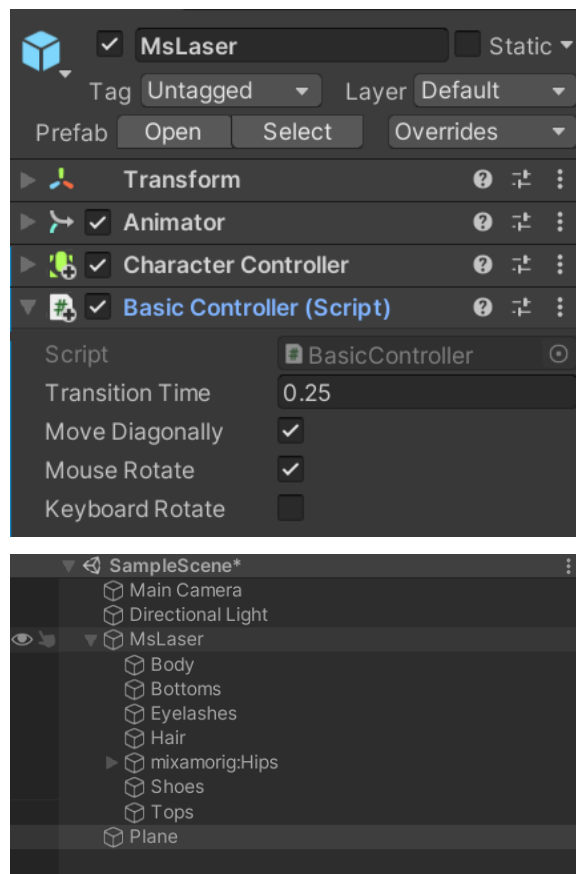 MsLaser Static
Tag Untagged Layer Default
Prefab Open Select Overrides
Transform
Animator
Character Controller
Basic Controller (Script)
Script BasicController
Transition Time 0.25
Move Diagonally
Mouse Rotate
Keyboard Rotate
SampleScene*
Main Camera
Directional Light
MsLaser
Body
Bottoms
Eyelashes
Hair
mixamorig:Hips
Shoes
Tops
Plane